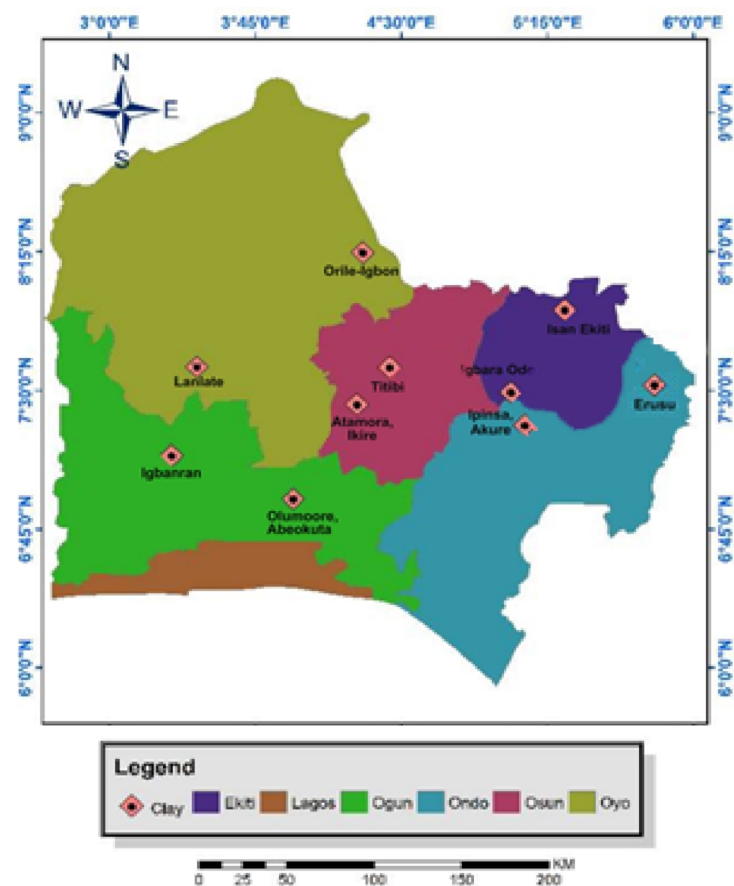 3°0'0"E 3°45'0"E 4°30'0"E 5°15'0"E 6°0'0"E
N
W E
S
9°0'0"N 9°0'0"N
8°15'0"N 8°15'0"N
7°30'0"N 7°30'0"N
6°45'0"N 6°45'0"N
6°0'0"N 6°0'0"N
Orile-Igbon
Isan Ekiti
Igbara Odo
Lanlate
Titibi
Erusu
Atamora,
Ikire
Ipinsa,
Akure
Igbanran
Olumoore,
Abeokuta
Legend
Clay Ekiti Lagos Ogun Ondo Osun Oyo
KM
0 25 50 100 150 200